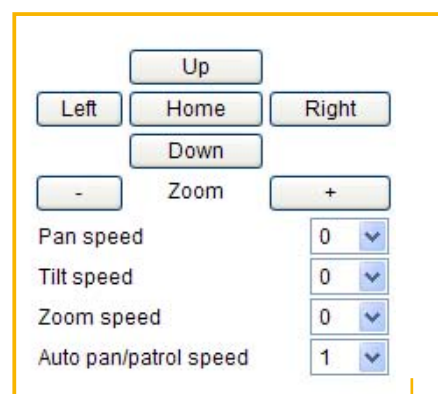 Up
Left Home Right
Down
- Zoom +
Pan speed 0
Tilt speed 0
Zoom speed 0
Auto pan/patrol speed 1